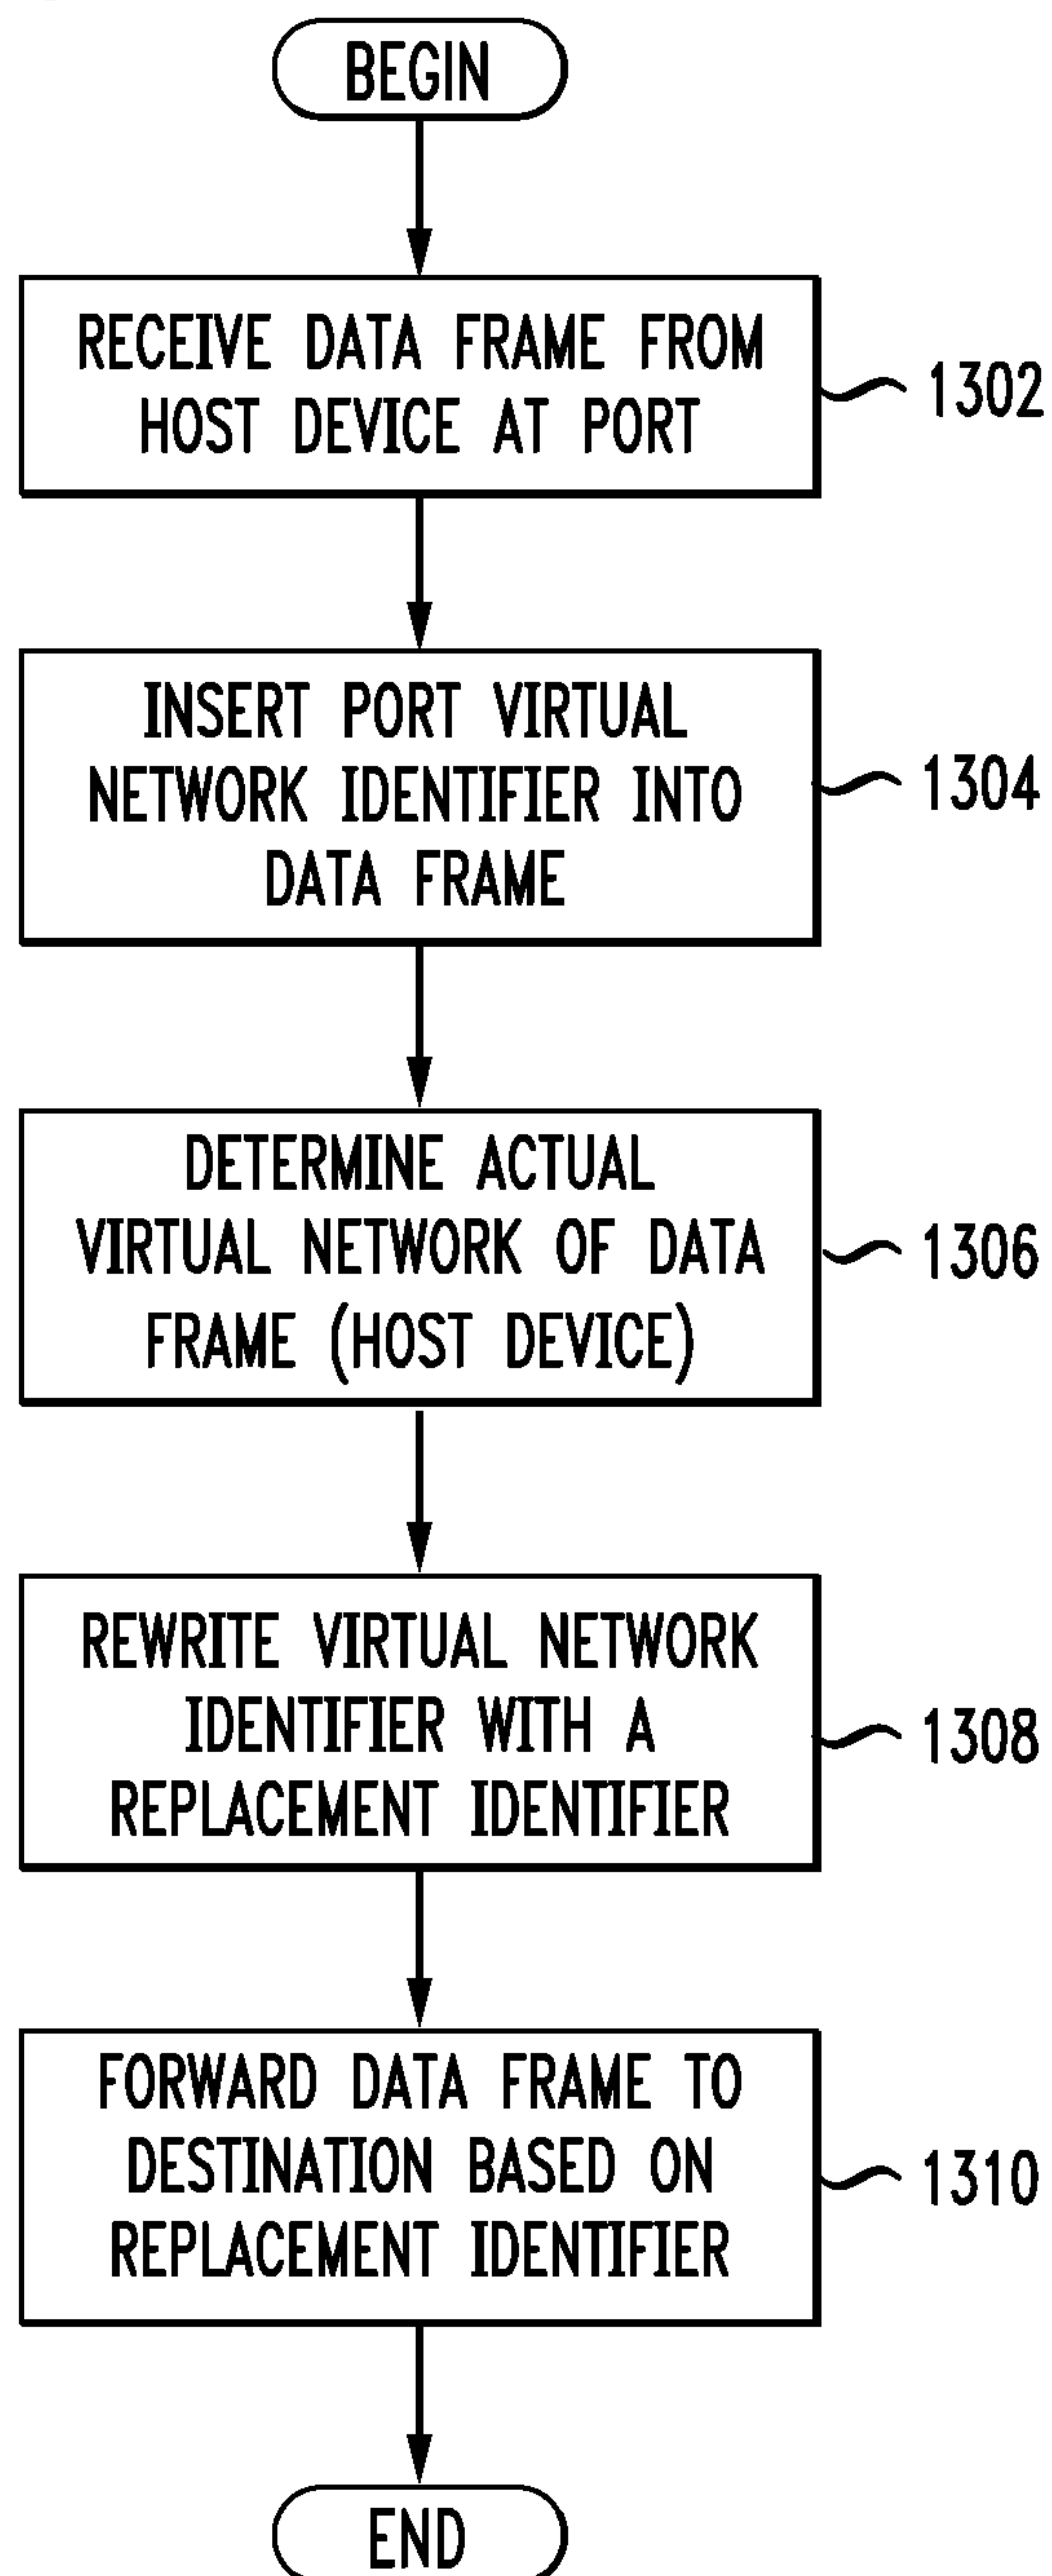 BEGIN
RECEIVE DATA FRAME FROM
HOST DEVICE AT PORT
1302
INSERT PORT VIRTUAL
NETWORK IDENTIFIER INTO
DATA FRAME
1304
DETERMINE ACTUAL
VIRTUAL NETWORK OF DATA
FRAME (HOST DEVICE)
1306
REWRITE VIRTUAL NETWORK
IDENTIFIER WITH A
REPLACEMENT IDENTIFIER
1308
FORWARD DATA FRAME TO
DESTINATION BASED ON
REPLACEMENT IDENTIFIER
1310
END